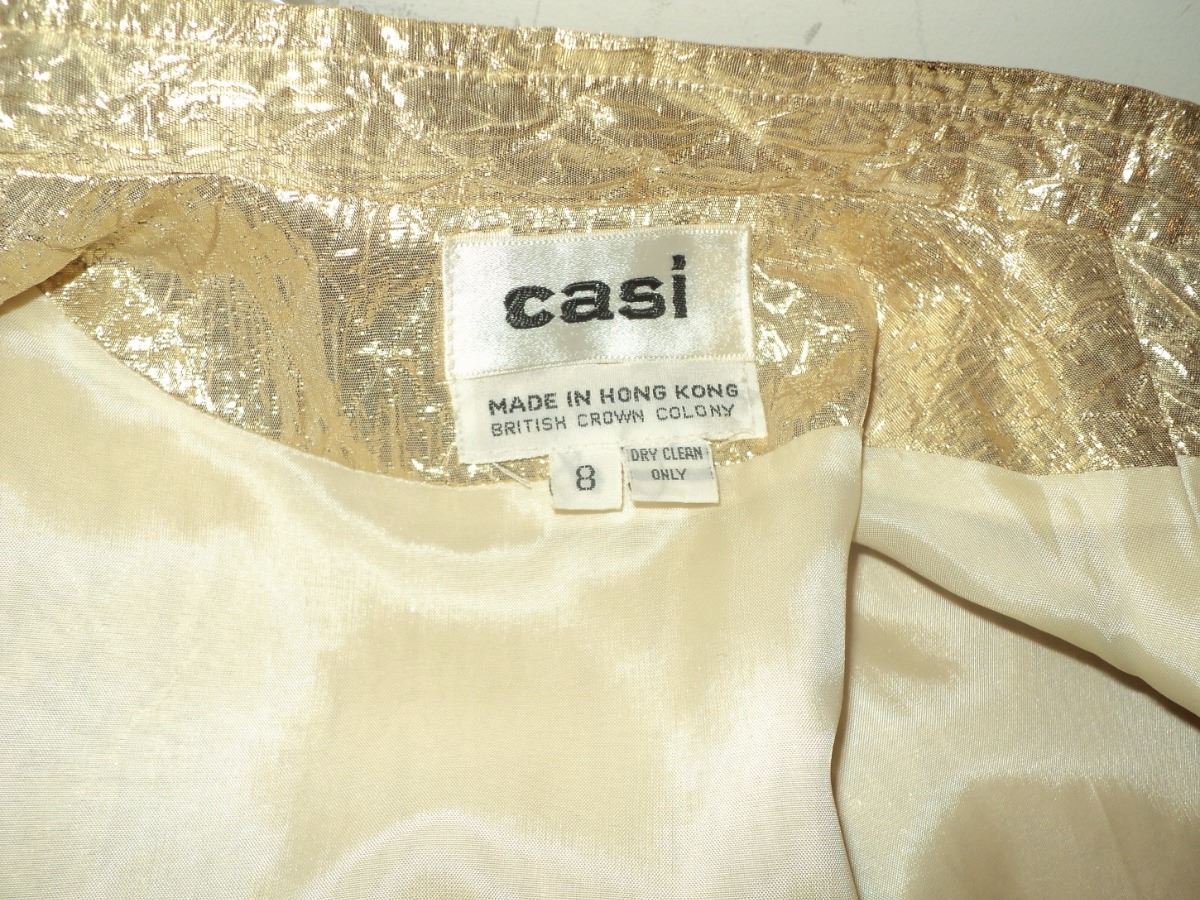 casi
MADE IN HONG KONG
BRITISH CROWN COLONY
8
DRY CLEAN
ONLY